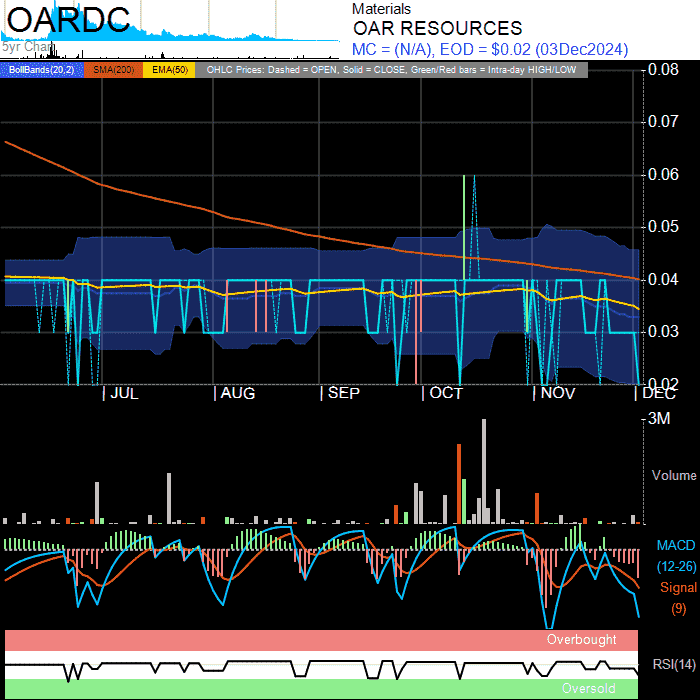 OARDC
5yr Chart
Materials
OAR RESOURCES
MC = (N/A), EOD = $0.02 (03Dec2024)
BollBands(20,2) SMA(200) EMA(50) OHLC Prices: Dashed = OPEN, Solid = CLOSE, Green/Red bars = Intra-day HIGH/LOW
0.08
0.07
0.06
0.05
0.04
0.03
0.02
JUL AUG SEP OCT NOV DEC
3M
Volume
MACD
(12-26)
Signal
(9)
Overbought
RSI(14)
Oversold